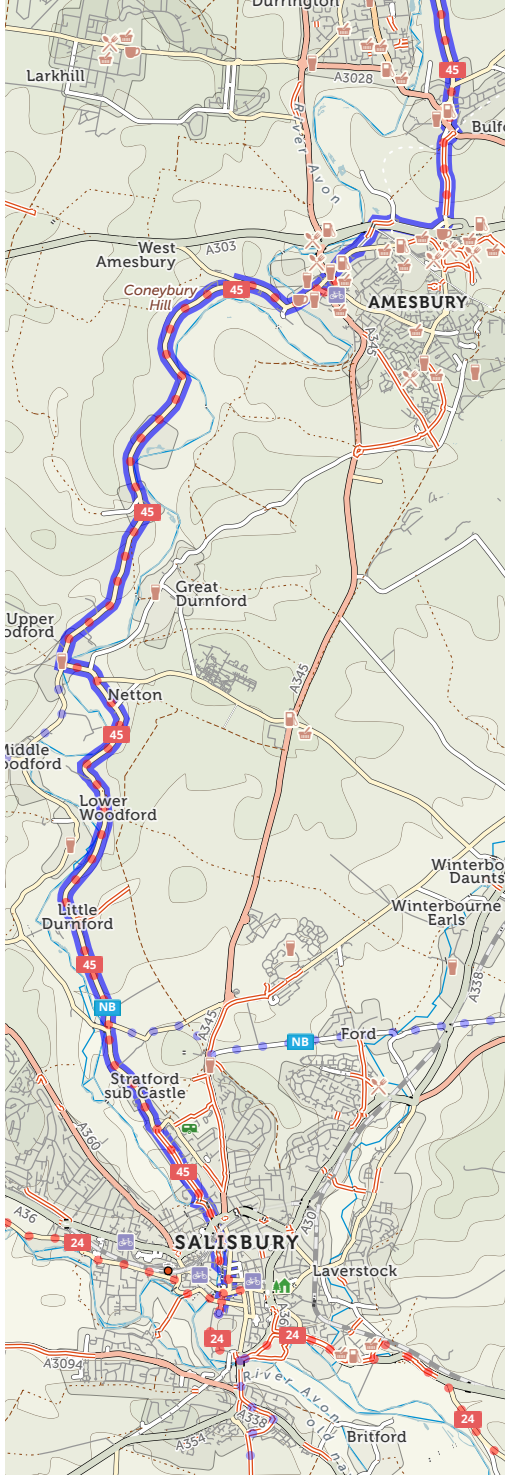 Durrington
Larkhill
A3028
45
Bulfo
River Avon
West
Amesbury
A303
Coneybury
Hill
45
AMESBURY
A345
45
Great
Durnford
Upper
odford
A345
Netton
45
Middle
oodford
Lower
Woodford
Winterbo
Daunts
Winterbourne
Earls
Little
Durnford
45
A338
NB
A345
NB
Ford
Stratford
sub Castle
A360
45
A36
24
SALISBURY
Laverstock
A36
24
24
A3094
River Avon
A338
24
A354
Britford